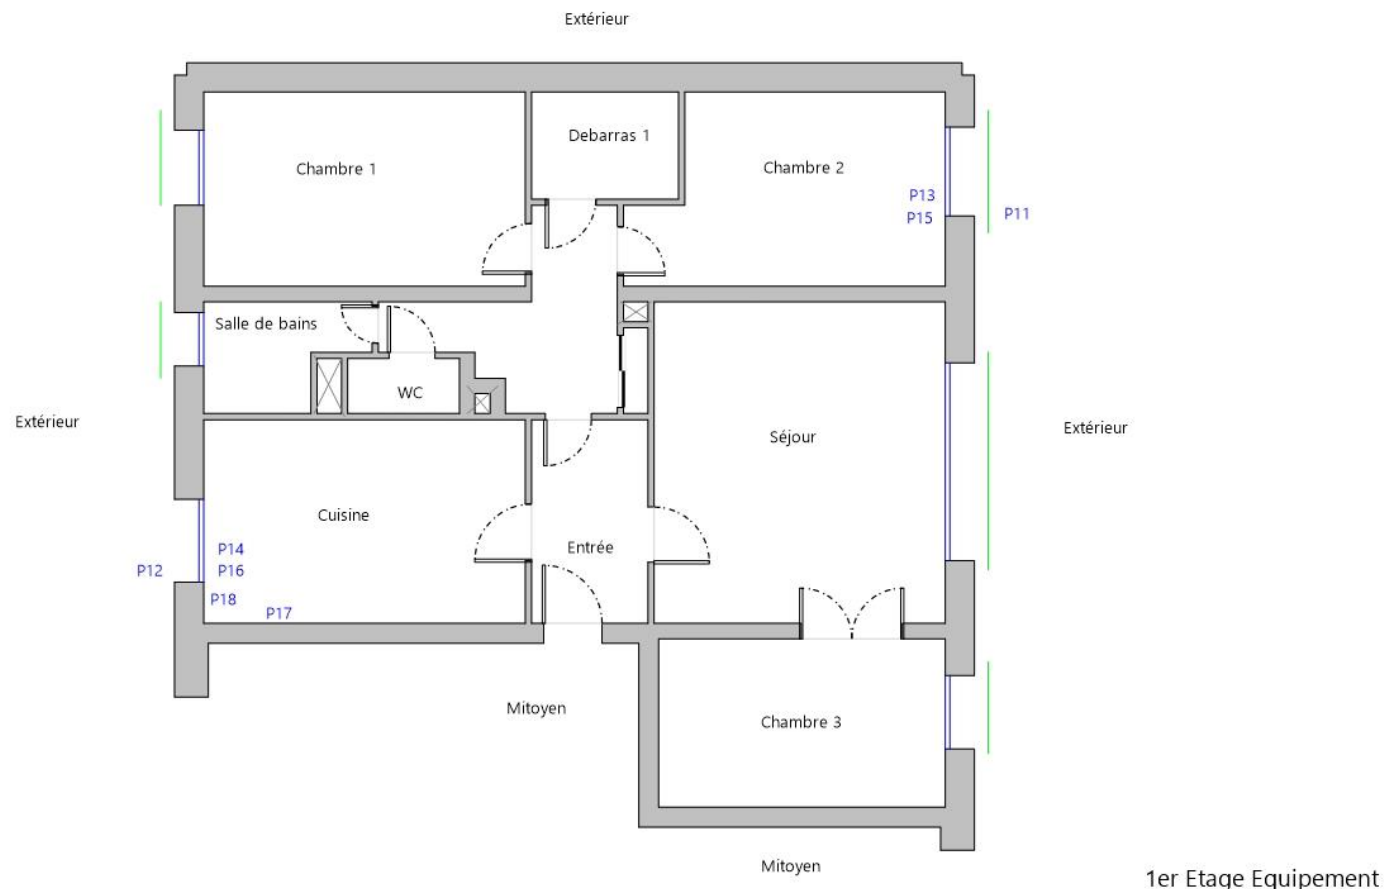 Extérieur
Debarras 1
Chambre 1
Chambre 2
P13
P15
P11
Salle de bains
WC
Extérieur
Séjour
Extérieur
Cuisine
Entrée
P14
P12
P16
P18
P17
Mitoyen
Chambre 3
Mitoyen
1er Etage Equipement